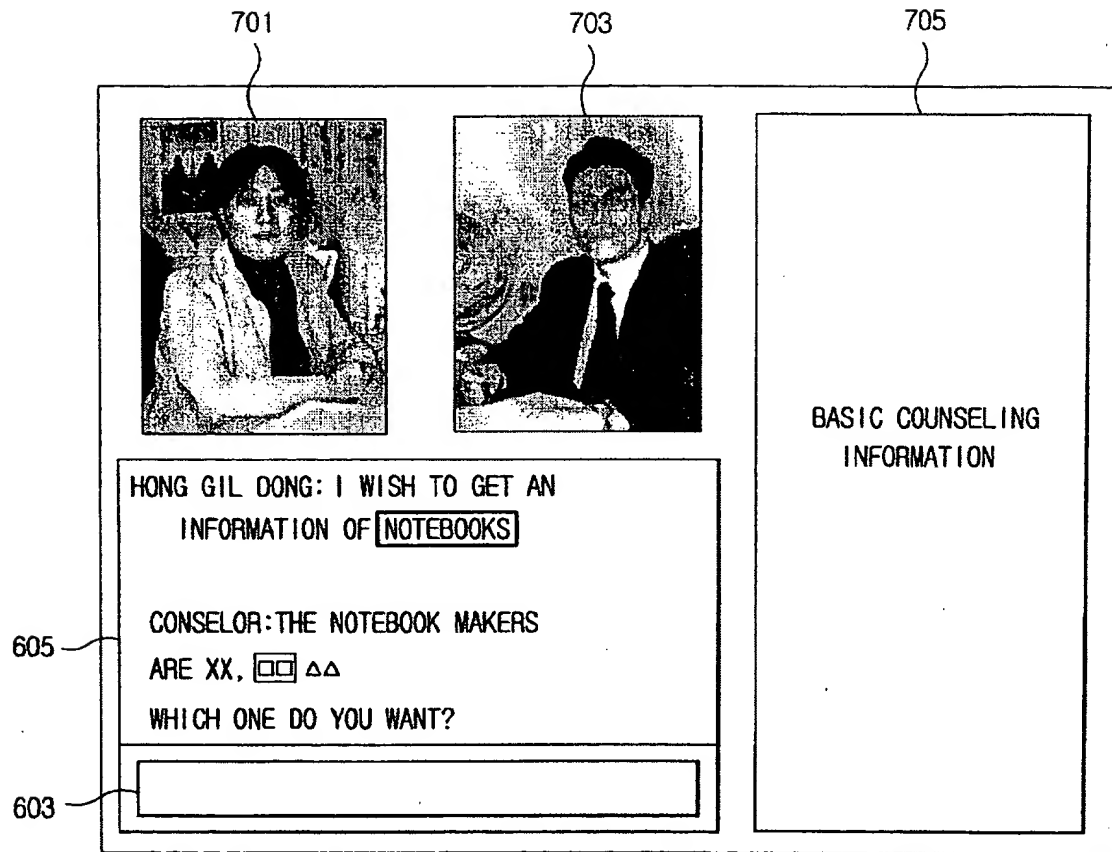 701
703
705
BASIC COUNSELING
INFORMATION
HONG GIL DONG: I WISH TO GET AN
INFORMATION OF NOTEBOOKS
CONSELOR:THE NOTEBOOK MAKERS
ARE XX, □□ △△
WHICH ONE DO YOU WANT?
605
603